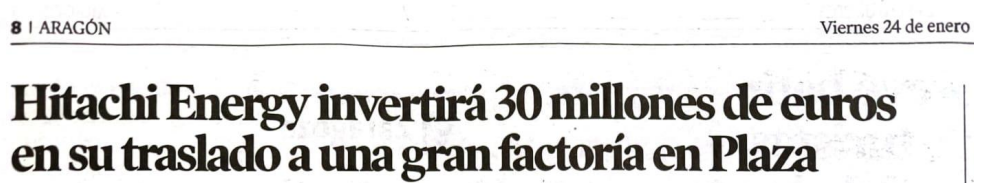 8 | ARAGÓN
Viernes 24 de enero
Hitachi Energy invertirá 30 millones de euros
en su traslado a una gran factoría en Plaza